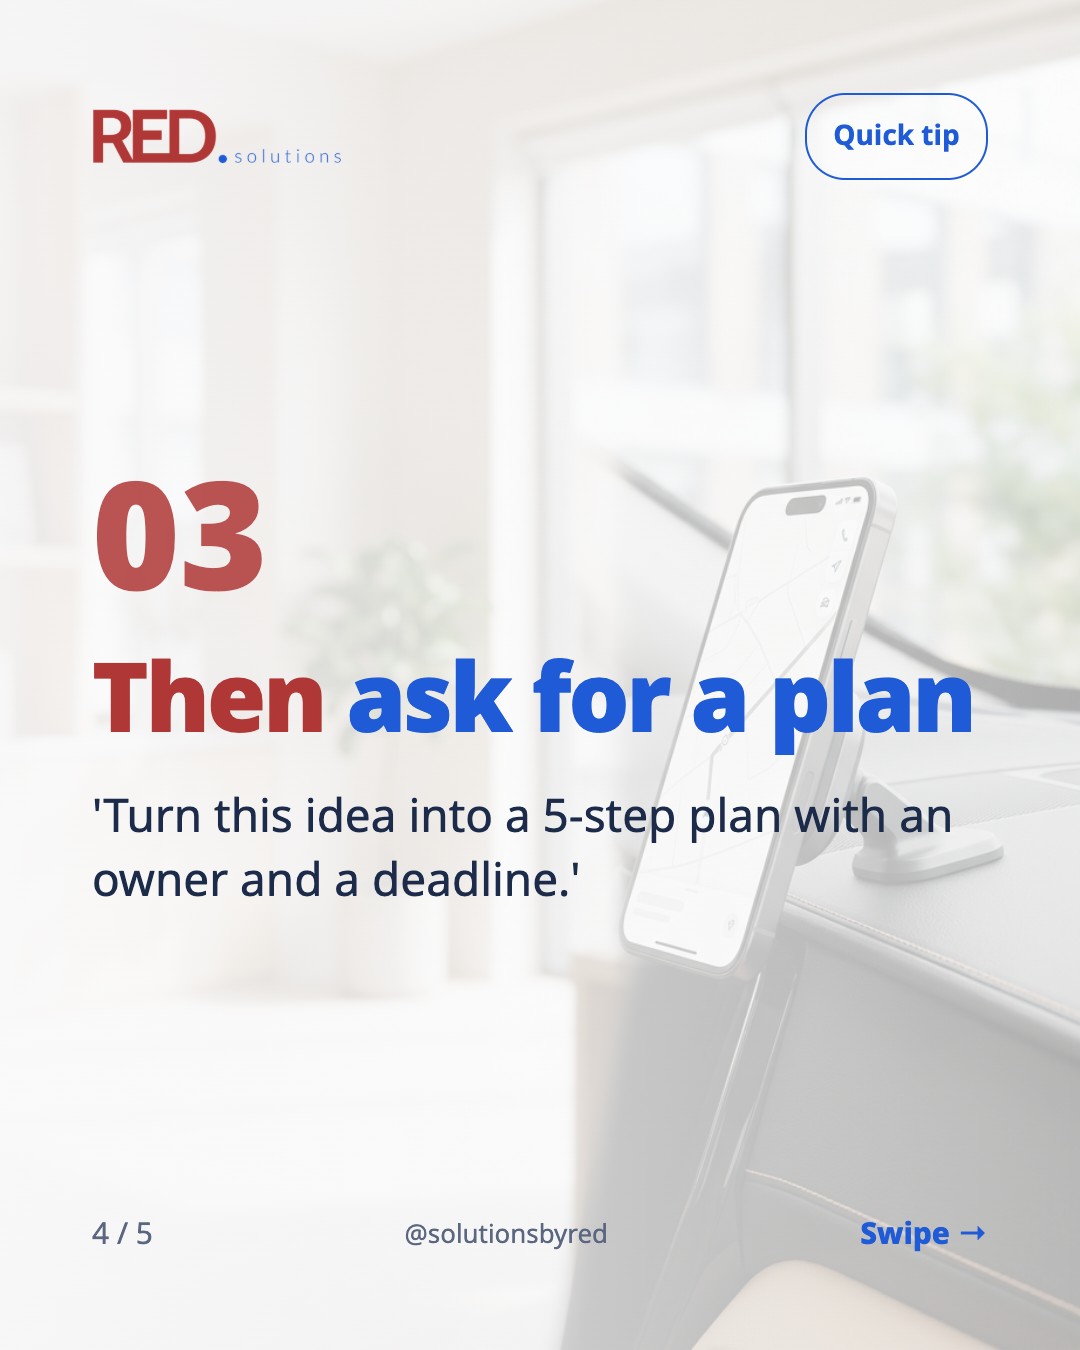 RED.solutions
Quick tip
03
Then ask for a plan
'Turn this idea into a 5-step plan with an
owner and a deadline.'
4 / 5
@solutionsbyred
Swipe →